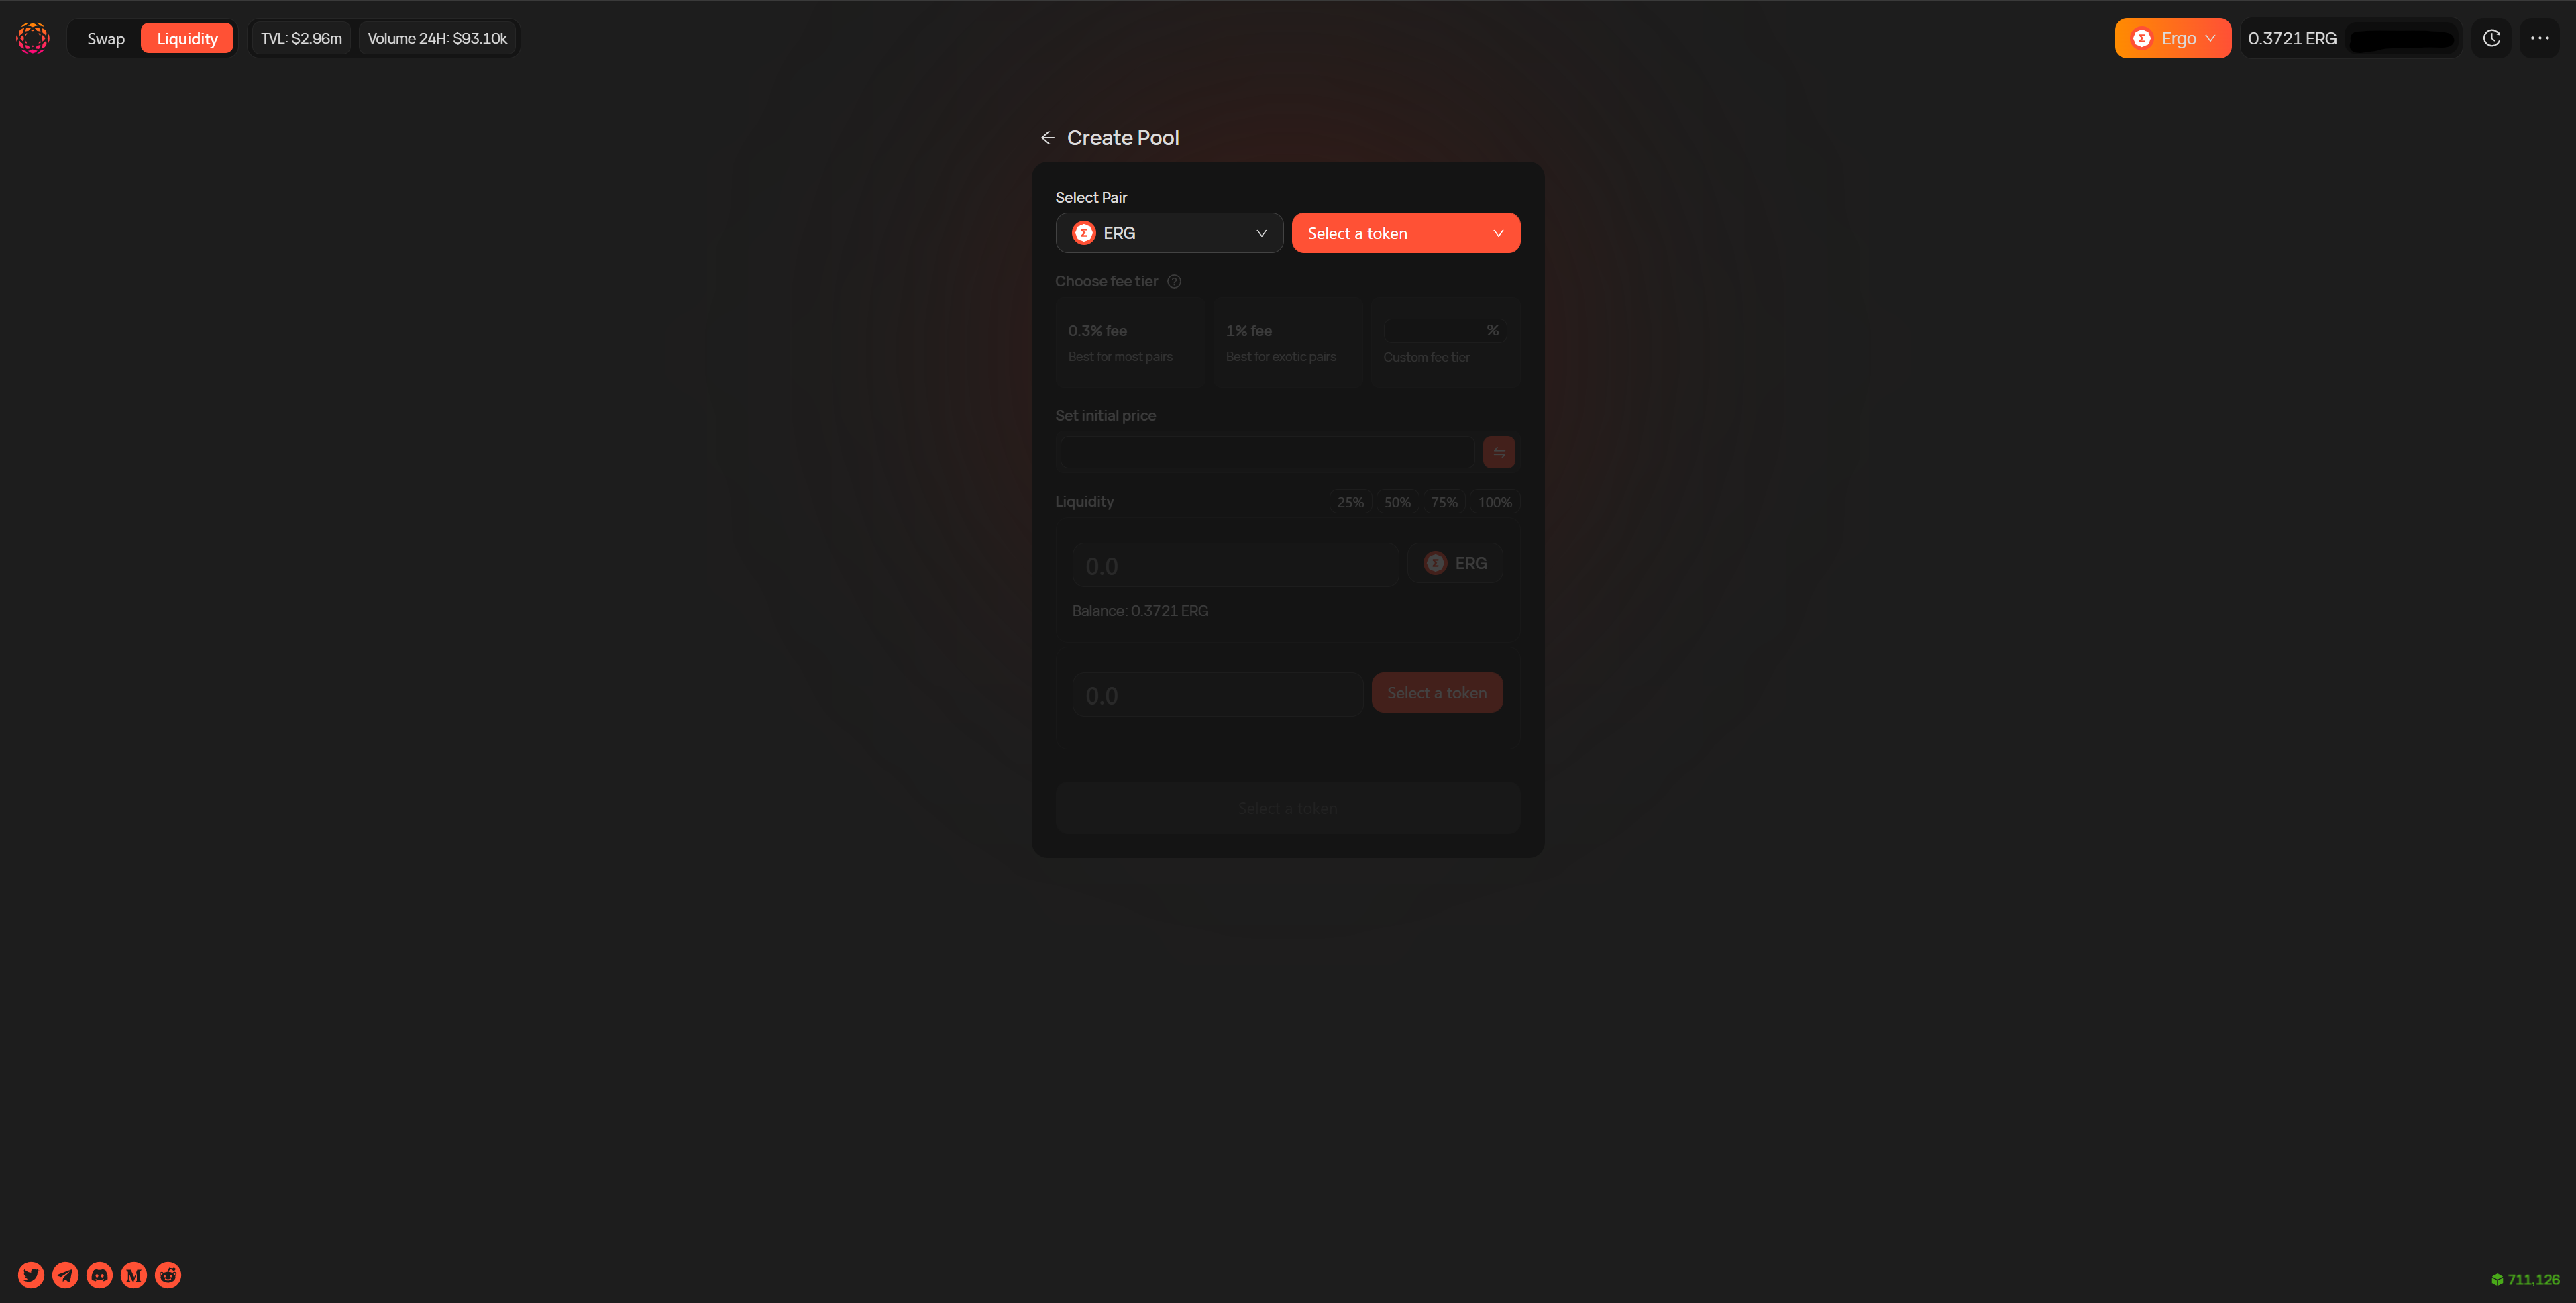 Swap Liquidity TVL: $2.96m Volume 24H: $93.10k Ergo 0.3721 ERG
Create Pool
Select Pair
ERG Select a token
Choose fee tier
0.3% fee 1% fee %
Best for most pairs Best for exotic pairs Custom fee tier
Set initial price
Liquidity 25% 50% 75% 100%
0.0 ERG
Balance: 0.3721 ERG
0.0 Select a token
Select a token
711,126